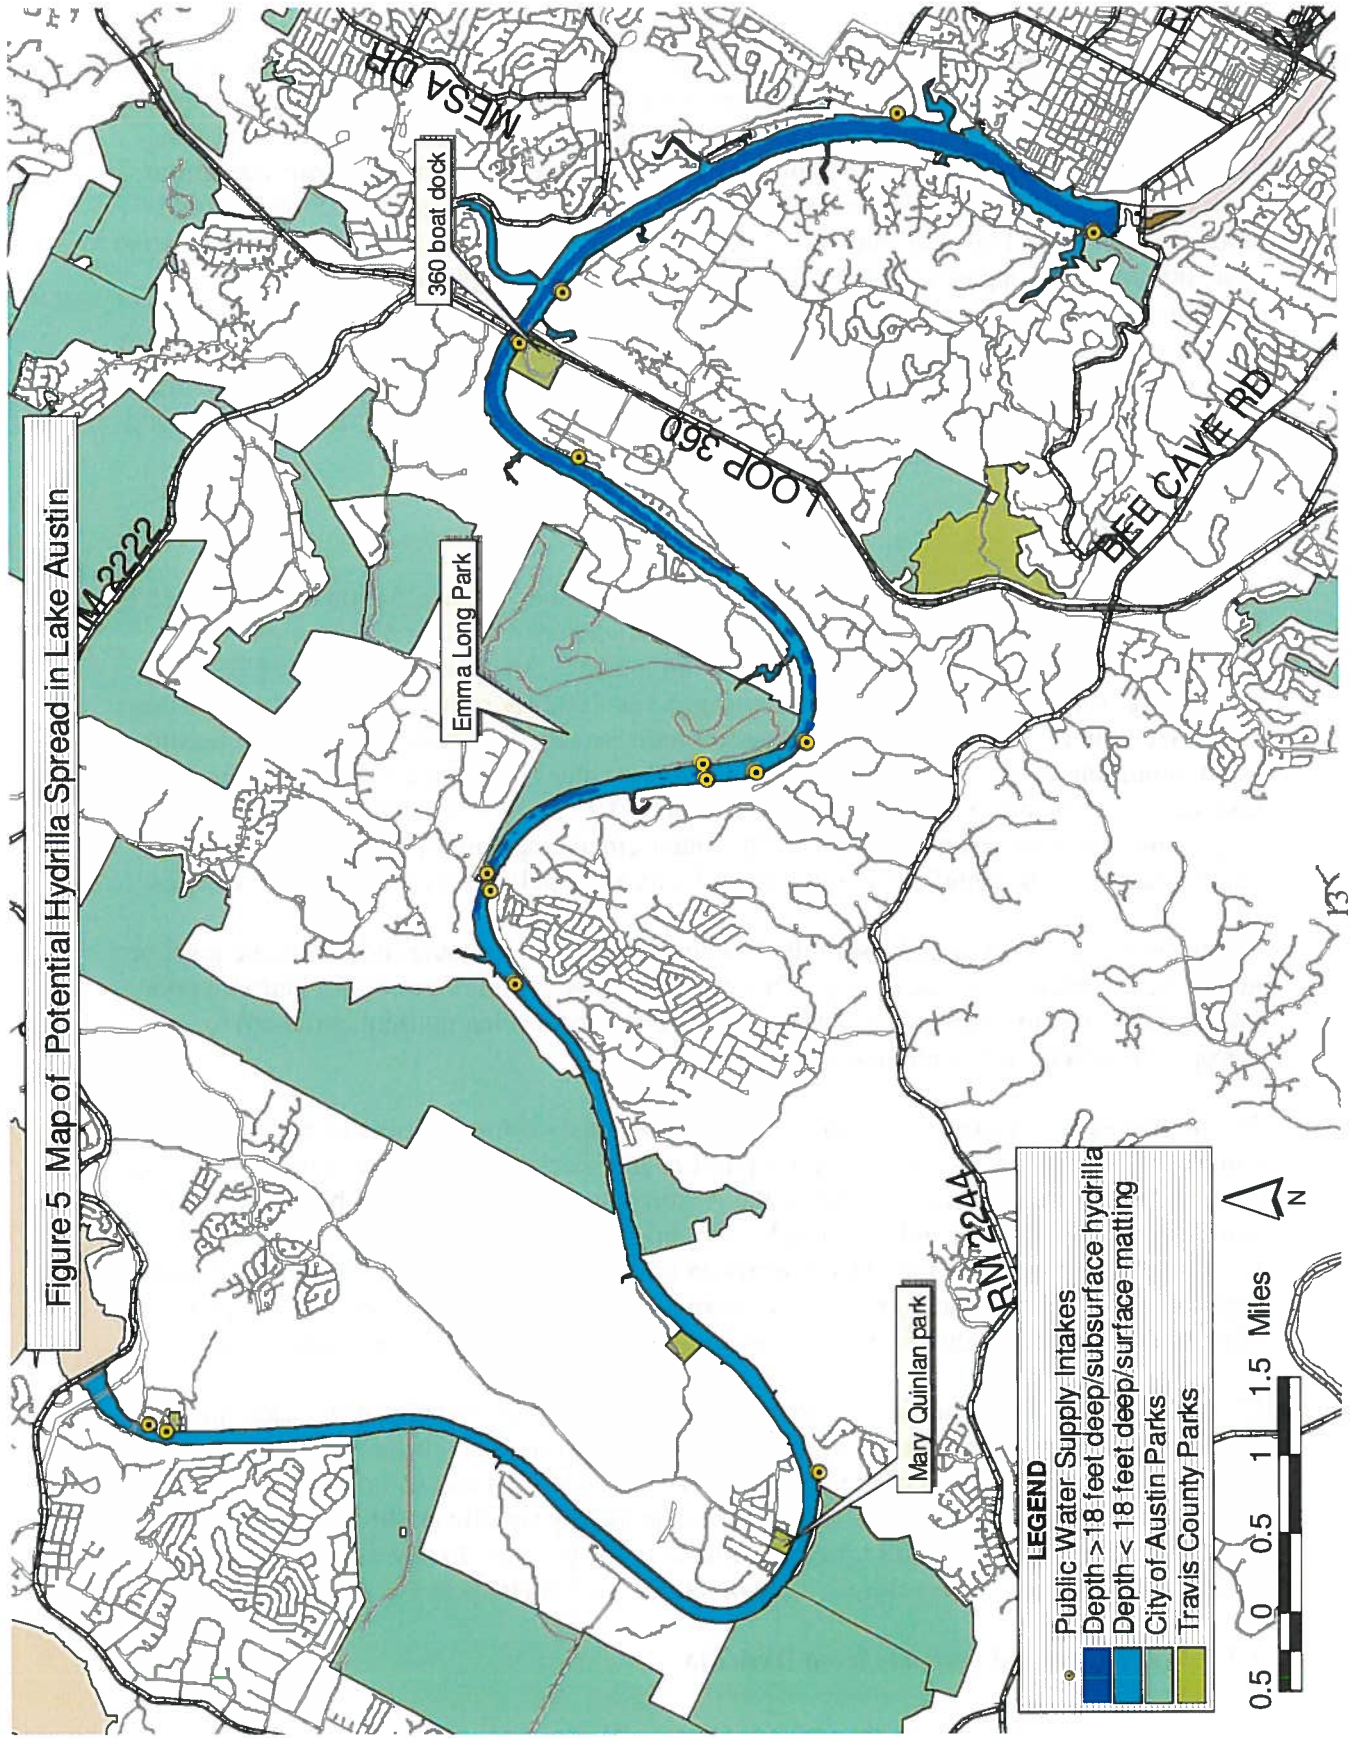 Figure 5 Map of Potential Hydrilla Spread in Lake Austin
2222
MESA DR
360 boat dock
Emma Long Park
LOOP 360
BEE CAVE RD
RM 2244
Mary Quinlan park
LEGEND
Public Water Supply Intakes
Depth > 18 feet deep/subsurface hydrilla
Depth < 18 feet deep/surface matting
City of Austin Parks
Travis County Parks
0.5 0 0.5 1 1.5 Miles
N
13